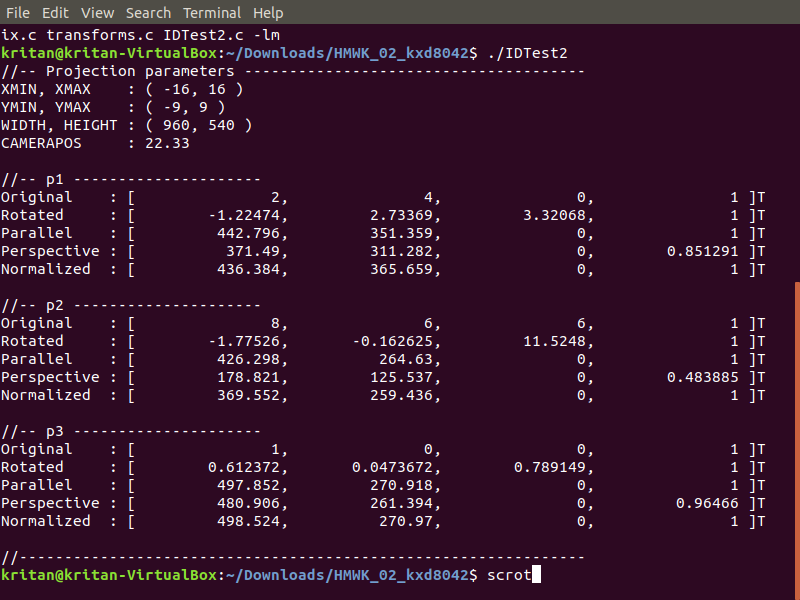 File Edit View Search Terminal Help
ix.c transforms.c IDTest2.c -lm
kritan@kritan-VirtualBox:~/Downloads/HMWK_02_kxd8042$ ./IDTest2
//-- Projection parameters --------------------------------------
XMIN, XMAX    : ( -16, 16 )
YMIN, YMAX    : ( -9, 9 )
WIDTH, HEIGHT : ( 960, 540 )
CAMERAPOS     : 22.33
//-- p1 ---------------------
Original    : [               2,               4,               0,               1 ]T
Rotated     : [        -1.22474,         2.73369,         3.32068,               1 ]T
Parallel    : [         442.796,         351.359,               0,               1 ]T
Perspective : [          371.49,         311.282,               0,        0.851291 ]T
Normalized  : [         436.384,         365.659,               0,               1 ]T
//-- p2 ---------------------
Original    : [               8,               6,               6,               1 ]T
Rotated     : [        -1.77526,       -0.162625,         11.5248,               1 ]T
Parallel    : [         426.298,          264.63,               0,               1 ]T
Perspective : [         178.821,         125.537,               0,        0.483885 ]T
Normalized  : [         369.552,         259.436,               0,               1 ]T
//-- p3 ---------------------
Original    : [               1,               0,               0,               1 ]T
Rotated     : [        0.612372,       0.0473672,        0.789149,               1 ]T
Parallel    : [         497.852,         270.918,               0,               1 ]T
Perspective : [         480.906,         261.394,               0,         0.96466 ]T
Normalized  : [         498.524,          270.97,               0,               1 ]T
//---------------------------------------------------------------
kritan@kritan-VirtualBox:~/Downloads/HMWK_02_kxd8042$ scrot